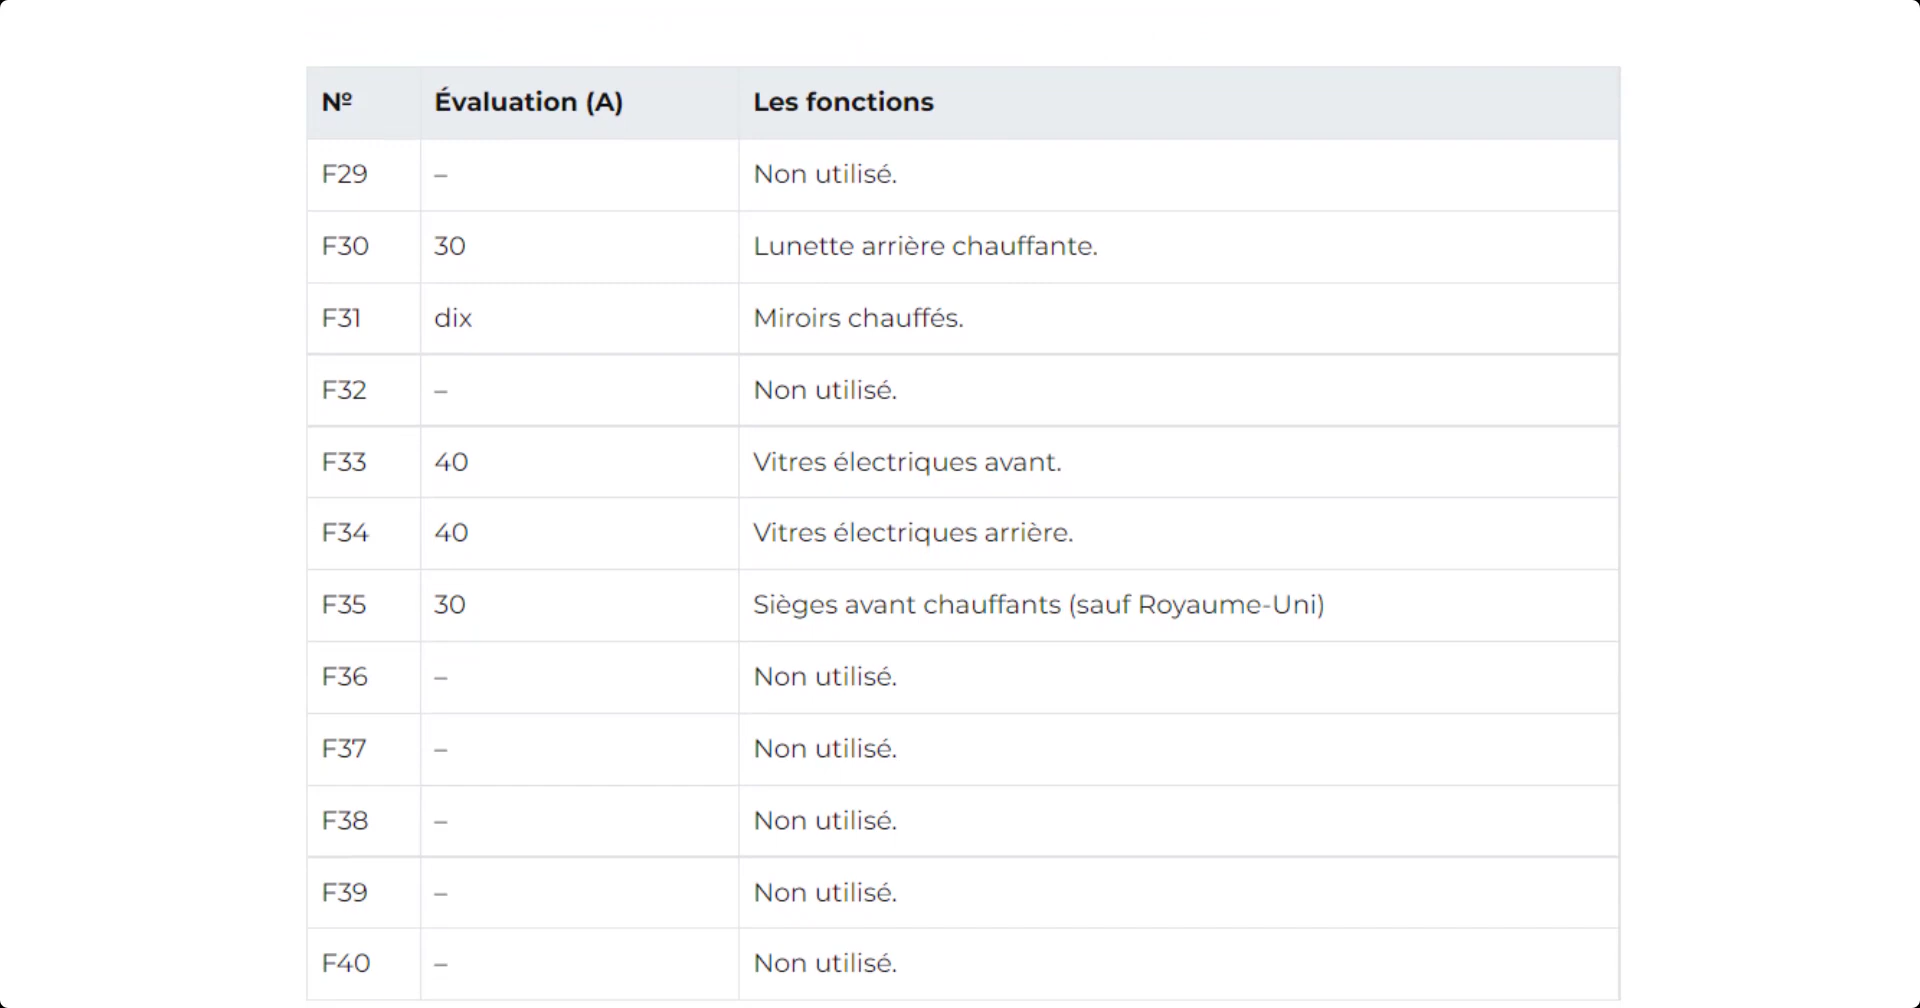 Nº Évaluation (A) Les fonctions
F29 – Non utilisé.
F30 30 Lunette arrière chauffante.
F31 dix Miroirs chauffés.
F32 – Non utilisé.
F33 40 Vitres électriques avant.
F34 40 Vitres électriques arrière.
F35 30 Sièges avant chauffants (sauf Royaume-Uni)
F36 – Non utilisé.
F37 – Non utilisé.
F38 – Non utilisé.
F39 – Non utilisé.
F40 – Non utilisé.